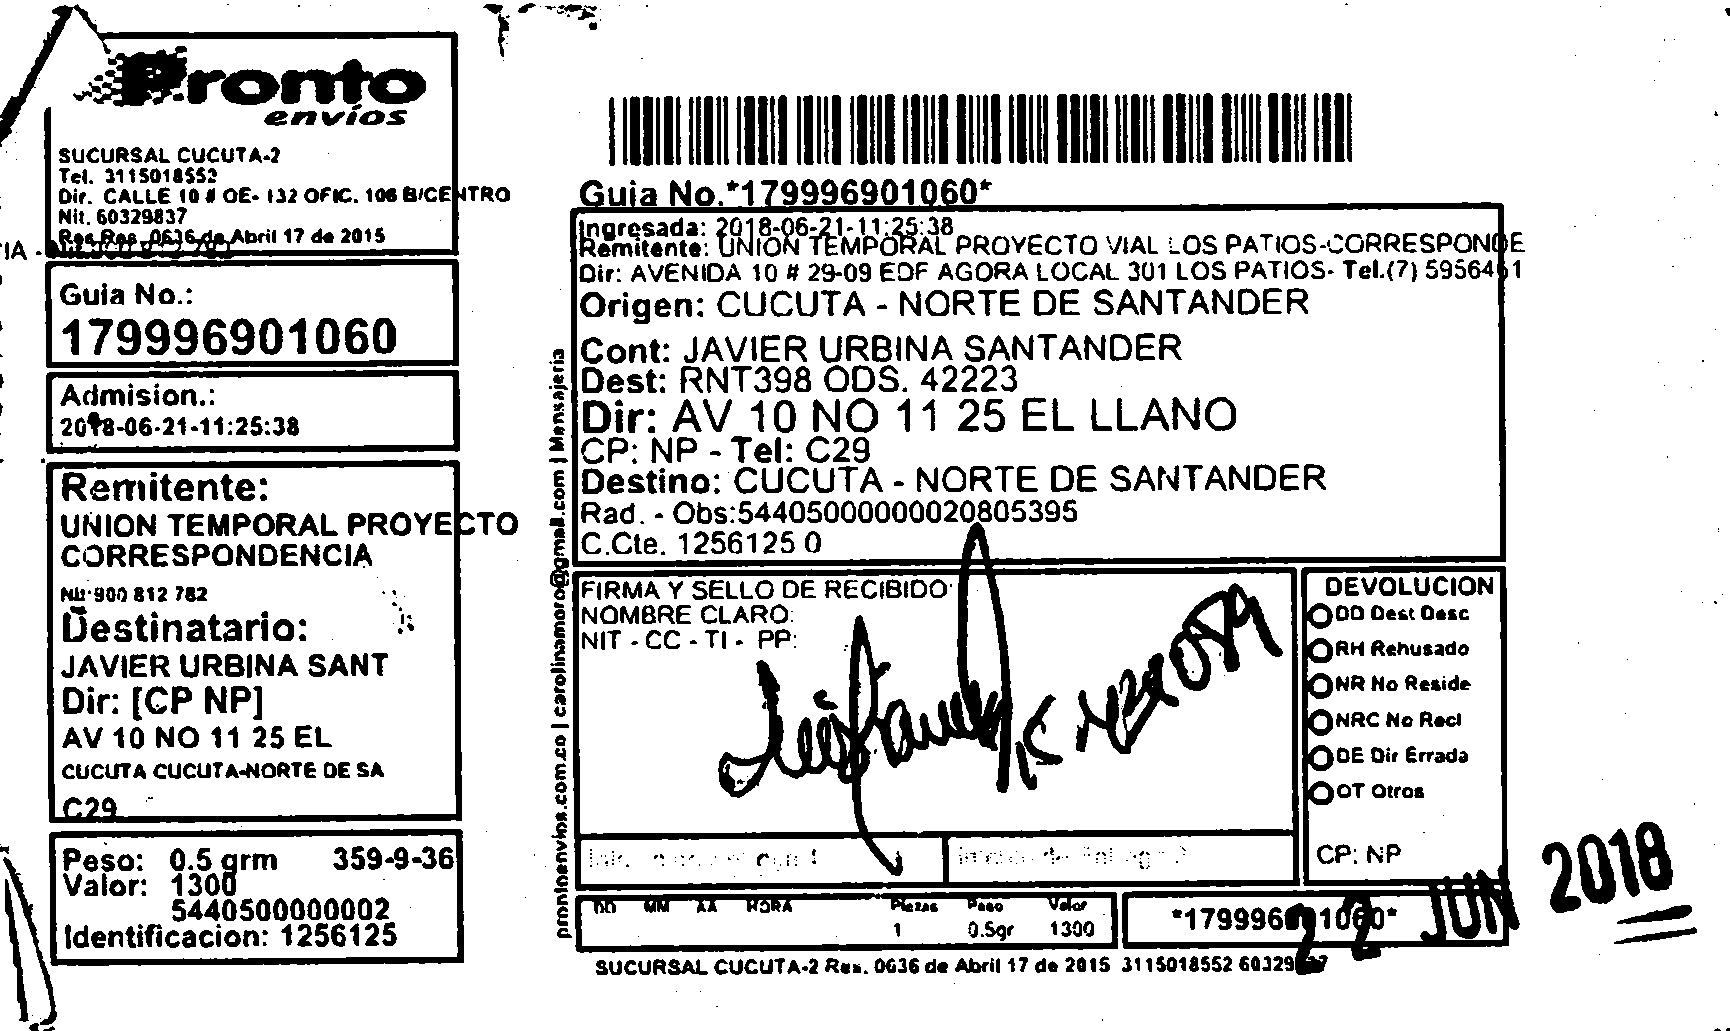 Pronto
envíos
SUCURSAL CUCUTA-2
Tel. 3115018552
Dir. CALLE 10 # OE- 132 OFIC. 106 B/CENTRO
Nit. 60329837
Res Res. 0636 de Abril 17 de 2015
Guia No.:
179996901060
Admision.:
2018-06-21-11:25:38
Remitente:
UNION TEMPORAL PROYECTO
CORRESPONDENCIA
Nit 900 812 782
Destinatario:
JAVIER URBINA SANT
Dir: [CP NP]
AV 10 NO 11 25 EL
CUCUTA CUCUTA-NORTE DE SA
C29
Peso: 0.5 grm 359-9-36
Valor: 1300
5440500000002
Identificacion: 1256125
prontoenvios.com.co | carolinamoro@gmail.com | Mensajeria
Guia No.*179996901060*
Ingresada: 2018-06-21-11:25:38
Remitente: UNION TEMPORAL PROYECTO VIAL LOS PATIOS-CORRESPONDE
Dir: AVENIDA 10 # 29-09 EDF AGORA LOCAL 301 LOS PATIOS- Tel.(7) 5956461
Origen: CUCUTA - NORTE DE SANTANDER
Cont: JAVIER URBINA SANTANDER
Dest: RNT398 ODS. 42223
Dir: AV 10 NO 11 25 EL LLANO
CP: NP - Tel: C29
Destino: CUCUTA - NORTE DE SANTANDER
Rad. - Obs:54405000000020805395
C.Cte. 1256125 0
FIRMA Y SELLO DE RECIBIDO
NOMBRE CLARO:
NIT - CC - TI - PP:
DEVOLUCION
DD Dest Desc
RH Rehusado
NR No Reside
NRC No Recl
DE Dir Errada
OT Otros
CP: NP
DD MM AA HORA Piezas Peso Valor
1 0.5gr 1300
*179996901060*
22 JUN 2018
SUCURSAL CUCUTA-2 Res. 0636 de Abril 17 de 2015 3115018552 60329837